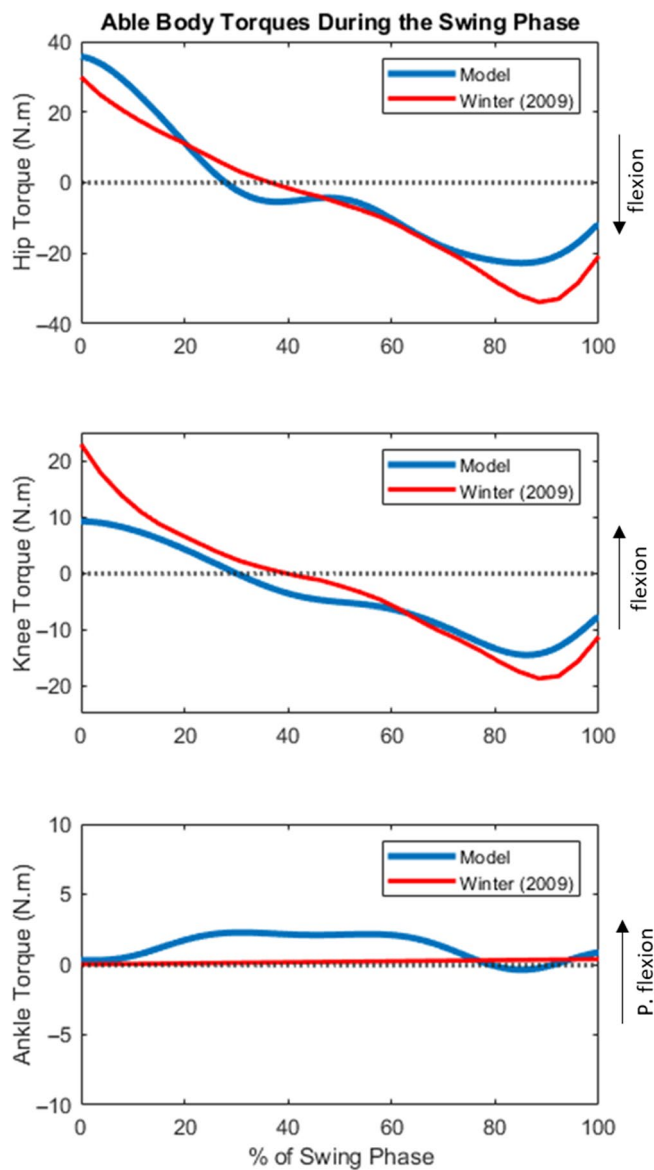 Able Body Torques During the Swing Phase
Hip Torque (N.m)
40
20
0
−20
−40
Model
Winter (2009)
flexion
0 20 40 60 80 100
Knee Torque (N.m)
20
10
0
−10
−20
Model
Winter (2009)
flexion
0 20 40 60 80 100
Ankle Torque (N.m)
10
5
0
−5
−10
Model
Winter (2009)
P. flexion
0 20 40 60 80 100
% of Swing Phase